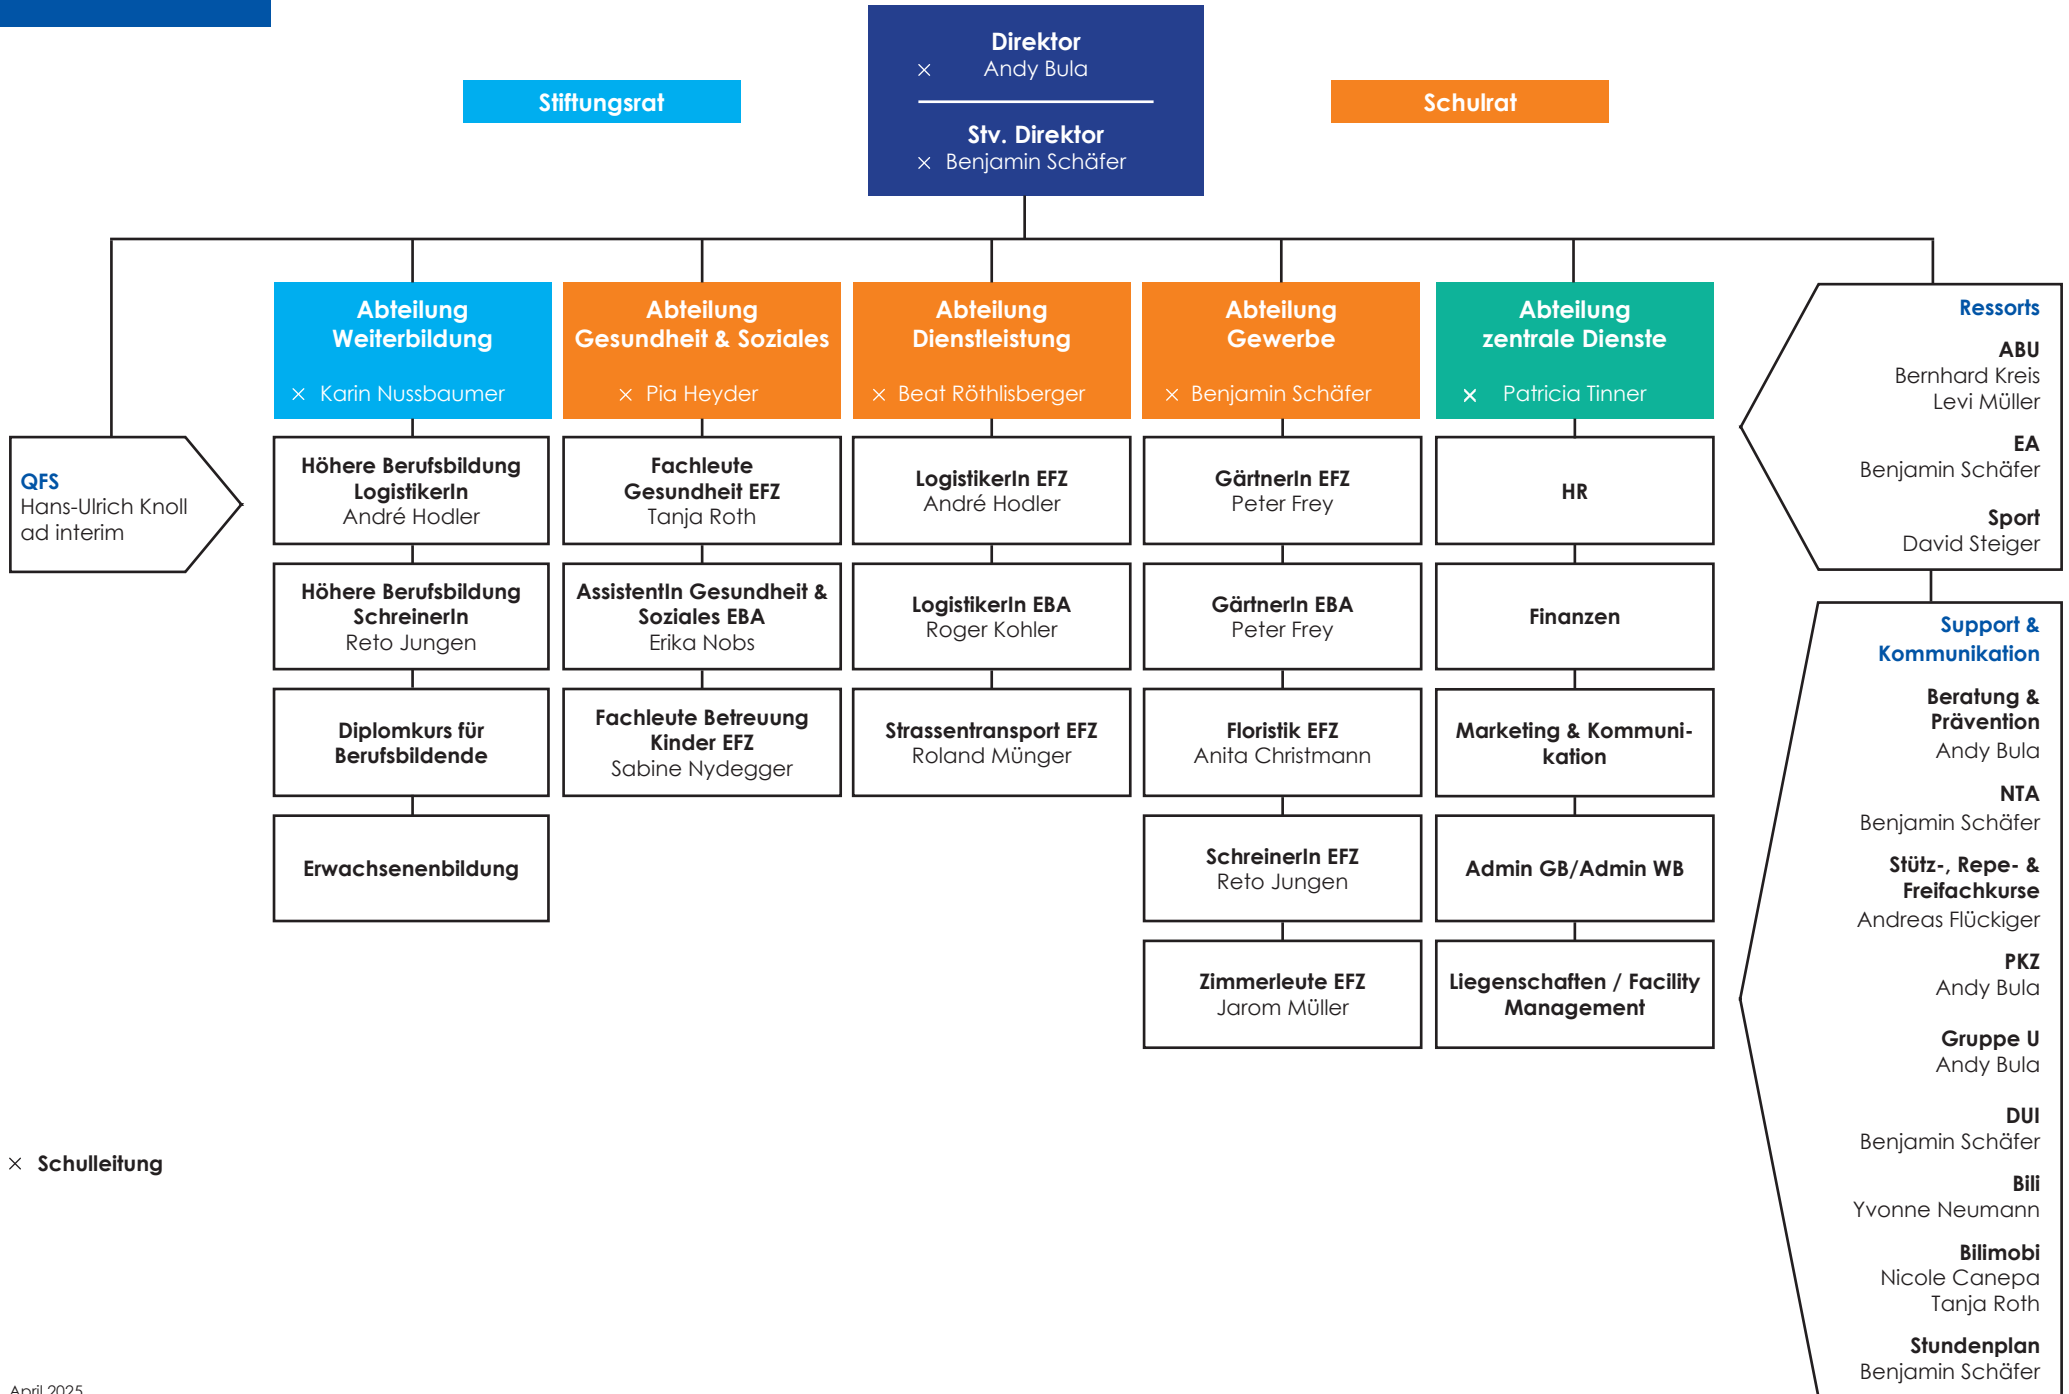 Direktor
× Andy Bula
Stv. Direktor
× Benjamin Schäfer
Stiftungsrat
Schulrat
QFS
Hans-Ulrich Knoll
ad interim
Abteilung
Weiterbildung
× Karin Nussbaumer
Höhere Berufsbildung
LogistikerIn
André Hodler
Höhere Berufsbildung
SchreinerIn
Reto Jungen
Diplomkurs für
Berufsbildende
Erwachsenenbildung
Abteilung
Gesundheit & Soziales
× Pia Heyder
Fachleute
Gesundheit EFZ
Tanja Roth
AssistentIn Gesundheit &
Soziales EBA
Erika Nobs
Fachleute Betreuung
Kinder EFZ
Sabine Nydegger
Abteilung
Dienstleistung
× Beat Röthlisberger
LogistikerIn EFZ
André Hodler
LogistikerIn EBA
Roger Kohler
Strassentransport EFZ
Roland Münger
Abteilung
Gewerbe
× Benjamin Schäfer
GärtnerIn EFZ
Peter Frey
GärtnerIn EBA
Peter Frey
Floristik EFZ
Anita Christmann
SchreinerIn EFZ
Reto Jungen
Zimmerleute EFZ
Jarom Müller
Abteilung
zentrale Dienste
× Patricia Tinner
HR
Finanzen
Marketing & Kommuni-
kation
Admin GB/Admin WB
Liegenschaften / Facility
Management
Ressorts
ABU
Bernhard Kreis
Levi Müller
EA
Benjamin Schäfer
Sport
David Steiger
Support &
Kommunikation
Beratung &
Prävention
Andy Bula
NTA
Benjamin Schäfer
Stütz-, Repe- &
Freifachkurse
Andreas Flückiger
PKZ
Andy Bula
Gruppe U
Andy Bula
DUI
Benjamin Schäfer
Bili
Yvonne Neumann
Bilimobi
Nicole Canepa
Tanja Roth
Stundenplan
Benjamin Schäfer
× Schulleitung
April 2025